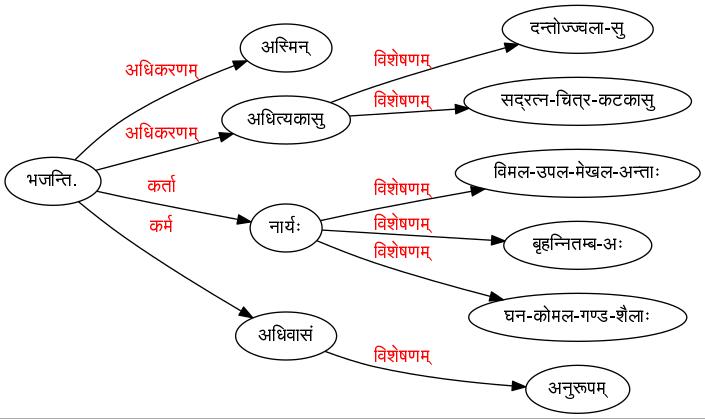 दन्तोज्ज्वला-सु
अस्मिन्
विशेषणम्
अधिकरणम्
विशेषणम्
सद्रत्न-चित्र-कटकासु
अधित्यकासु
अधिकरणम्
विमल-उपल-मेखल-अन्ताः
भजन्ति.
कर्ता
विशेषणम्
कर्म
नार्यः
विशेषणम्
बृहन्नितम्ब-अः
विशेषणम्
घन-कोमल-गण्ड-शैलाः
अधिवासं
विशेषणम्
अनुरूपम्